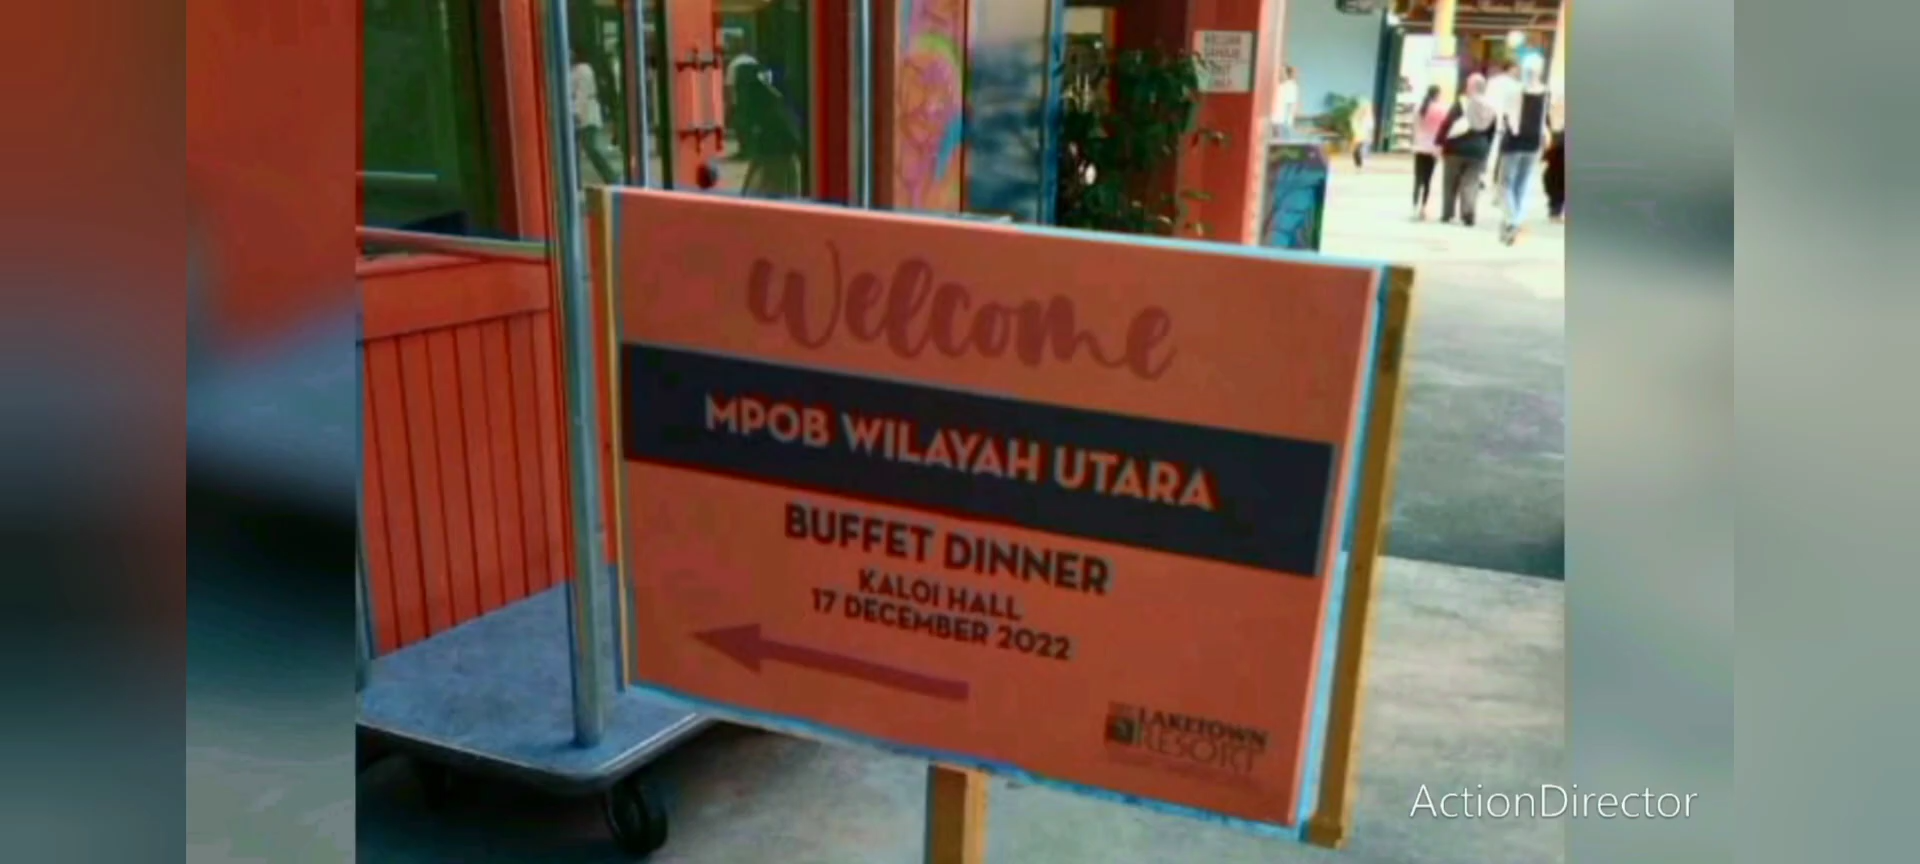 Welcome
MPOB WILAYAH UTARA
BUFFET DINNER
KALOI HALL
17 DECEMBER 2022
LAKETOWN
RESORT
ActionDirector